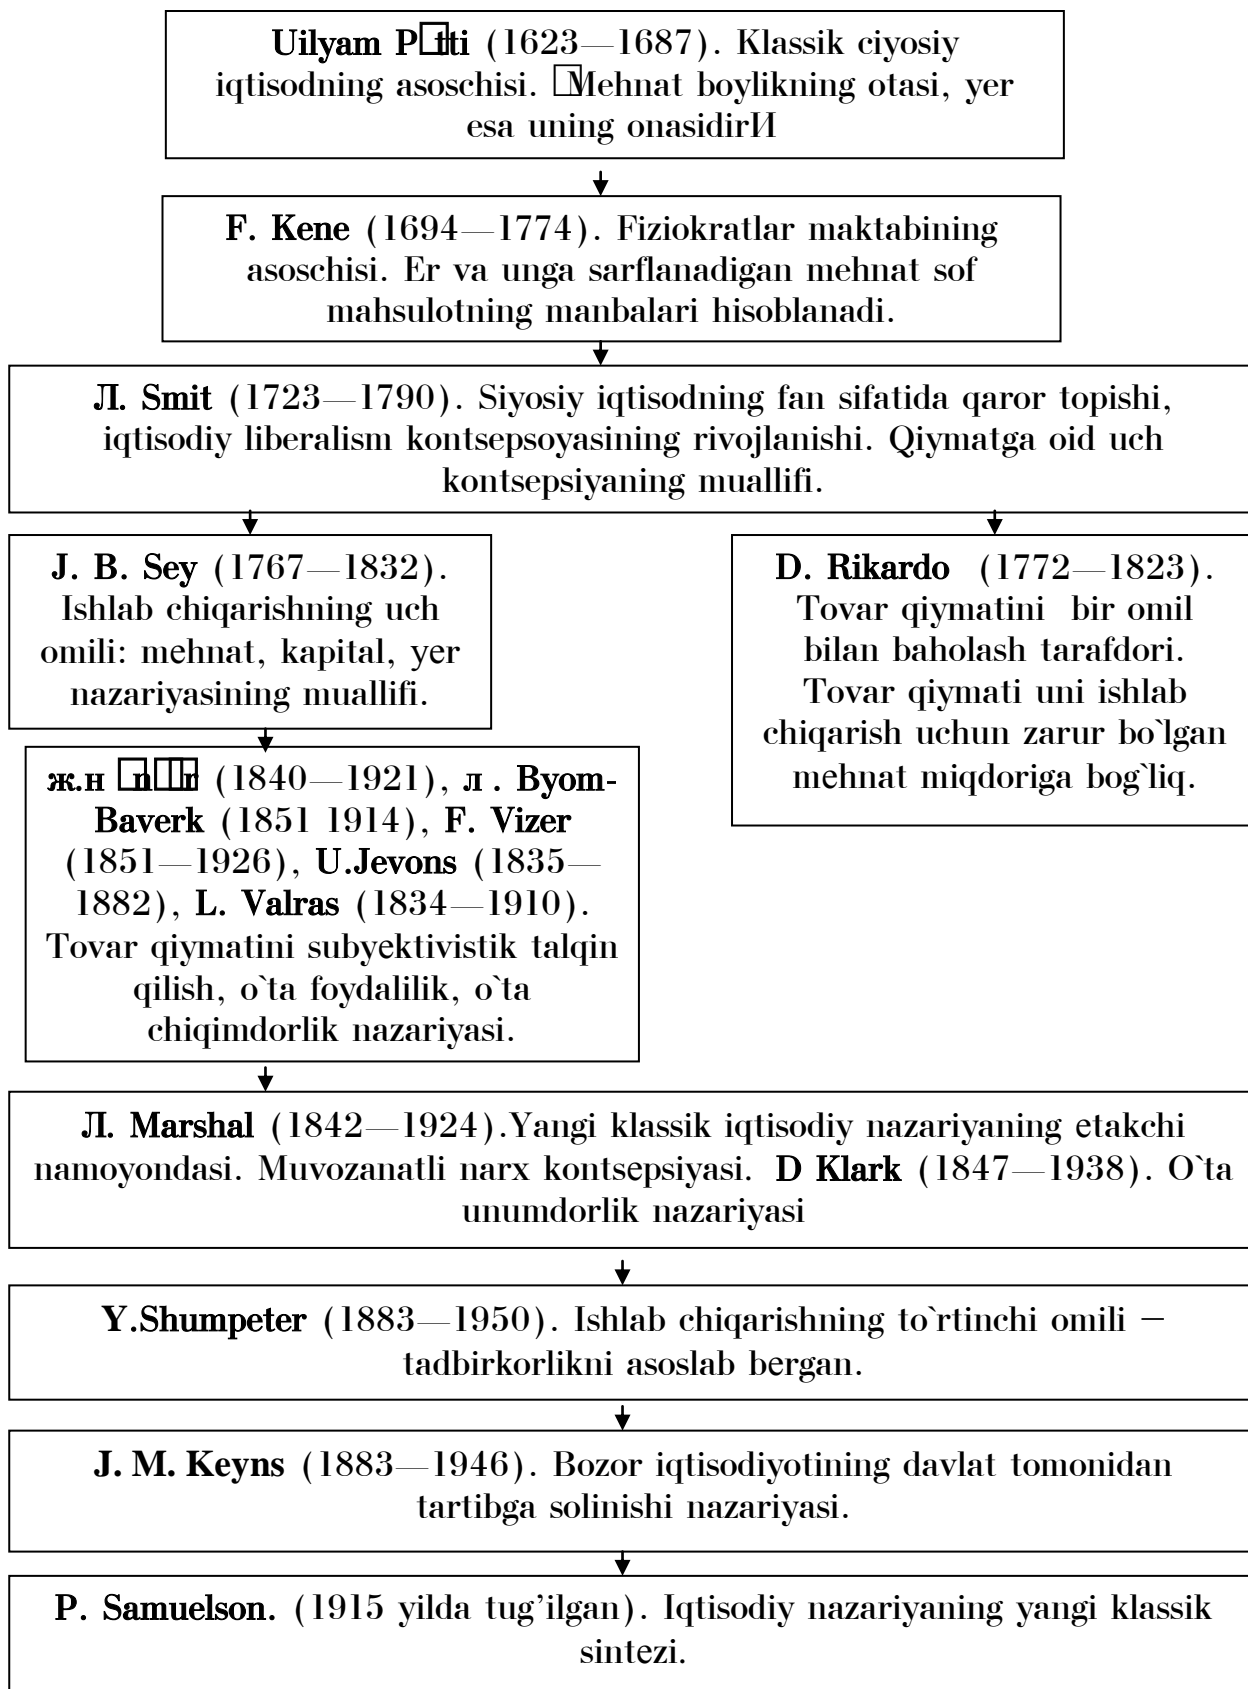 Uilyam (1623—1687). Klassik ciyosiy
iqtisodning asoschisi. Mehnat boylikning otasi, yer
esa uning onasidirИ
F. Kene (1694—1774). Fiziokratlar maktabining
asoschisi. Er va unga sarflanadigan mehnat sof
mahsulotning manbalari hisoblanadi.
Л. Smit (1723—1790). Siyosiy iqtisodning fan sifatida qaror topishi,
iqtisodiy liberalism kontsepsoyasining rivojlanishi. Qiymatga oid uch
kontsepsiyaning muallifi.
J. B. Sey (1767—1832).
Ishlab chiqarishning uch
omili: mehnat, kapital, yer
nazariyasining muallifi.
D. Rikardo (1772—1823).
Tovar qiymatini bir omil
bilan baholash tarafdori.
Tovar qiymati uni ishlab
chiqarish uchun zarur bo`lgan
mehnat miqdoriga bog`liq.
ж.н (1840—1921), л . Byom-
Baverk (1851 1914), F. Vizer
(1851—1926), U.Jevons (1835—
1882), L. Valras (1834—1910).
Tovar qiymatini subyektivistik talqin
qilish, o`ta foydalilik, o`ta
chiqimdorlik nazariyasi.
Л. Marshal (1842—1924).Yangi klassik iqtisodiy nazariyaning etakchi
namoyondasi. Muvozanatli narx kontsepsiyasi. D Klark (1847—1938). O`ta
unumdorlik nazariyasi
Y.Shumpeter (1883—1950). Ishlab chiqarishning to`rtinchi omili –
tadbirkorlikni asoslab bergan.
J. M. Keyns (1883—1946). Bozor iqtisodiyotining davlat tomonidan
tartibga solinishi nazariyasi.
P. Samuelson. (1915 yilda tug’ilgan). Iqtisodiy nazariyaning yangi klassik
sintezi.